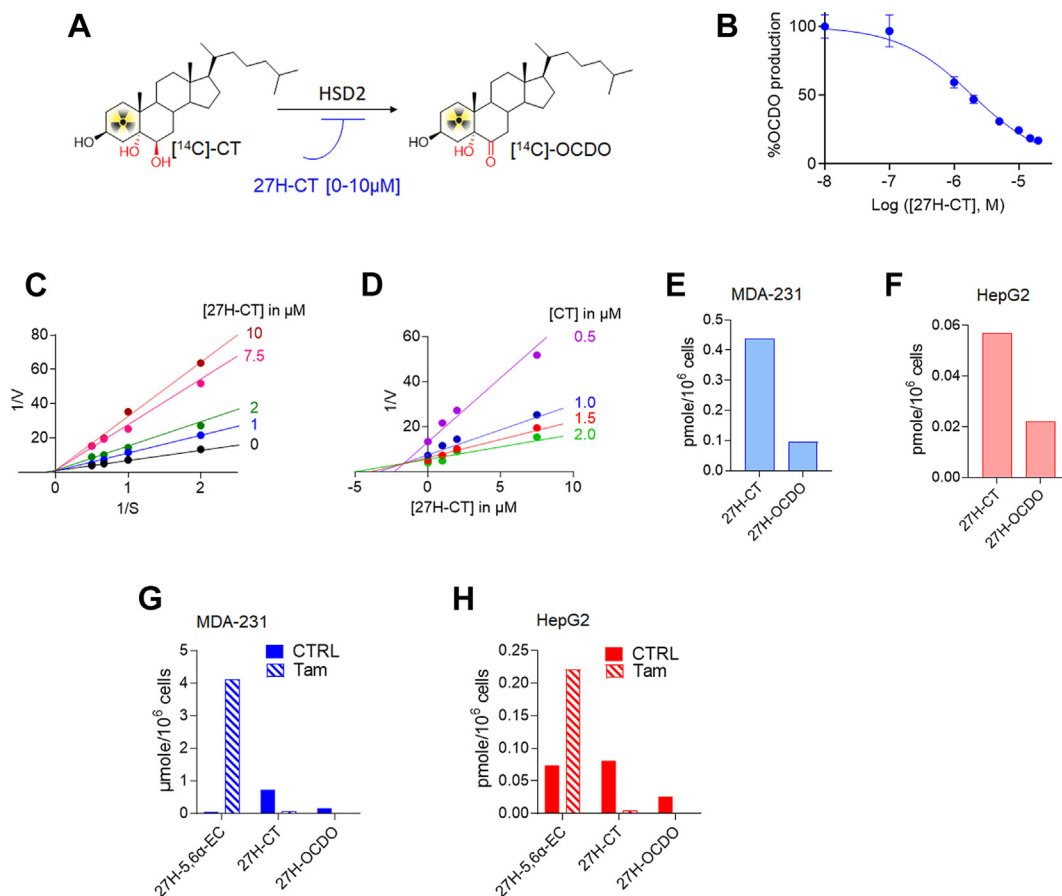 A
HSD2
HO
HO
OH
[14C]-CT
HO
OH
O
[14C]-OCDO
27H-CT [0-10µM]
B
%OCDO production
100
50
0
-8
-7
-6
-5
Log ([27H-CT], M)
C
[27H-CT] in µM
1/V
80
60
40
20
0
1
2
1/S
10
7.5
2
1
0
D
[CT] in µM
1/V
60
40
20
-5
0
5
10
[27H-CT] in µM
0.5
1.0
1.5
2.0
E
MDA-231
pmole/10⁶ cells
0.5
0.4
0.3
0.2
0.1
0.0
27H-CT
27H-OCDO
F
HepG2
pmole/10⁶ cells
0.06
0.04
0.02
0.00
27H-CT
27H-OCDO
G
MDA-231
µmole/10⁶ cells
5
4
3
2
1
0
CTRL
Tam
27H-5,6α-EC
27H-CT
27H-OCDO
H
HepG2
pmole/10⁶ cells
0.25
0.20
0.15
0.10
0.05
0.00
CTRL
Tam
27H-5,6α-EC
27H-CT
27H-OCDO